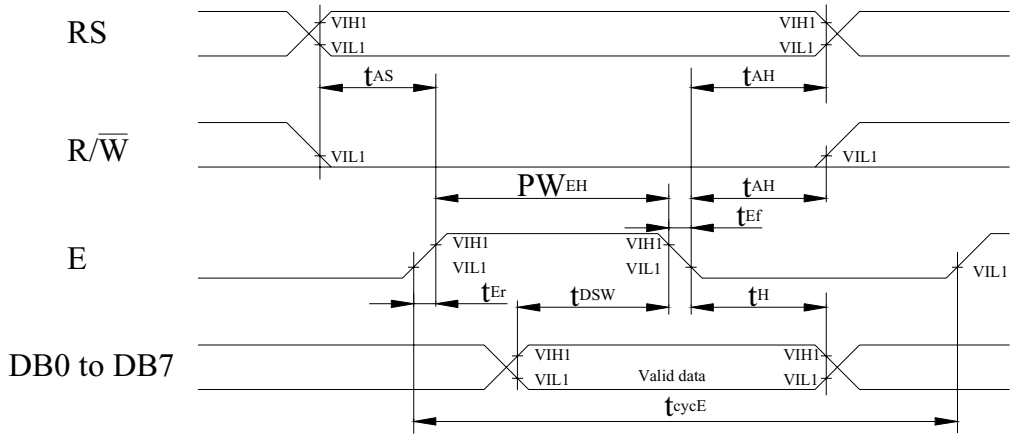 RS
VIH1
VIL1
VIH1
VIL1
tAS
tAH
R/W̅
VIL1
VIL1
PWEH
tAH
tEf
E
VIH1
VIL1
VIH1
VIL1
VIL1
tEr
tDSW
tH
DB0 to DB7
VIH1
VIL1
Valid data
VIH1
VIL1
tcycE